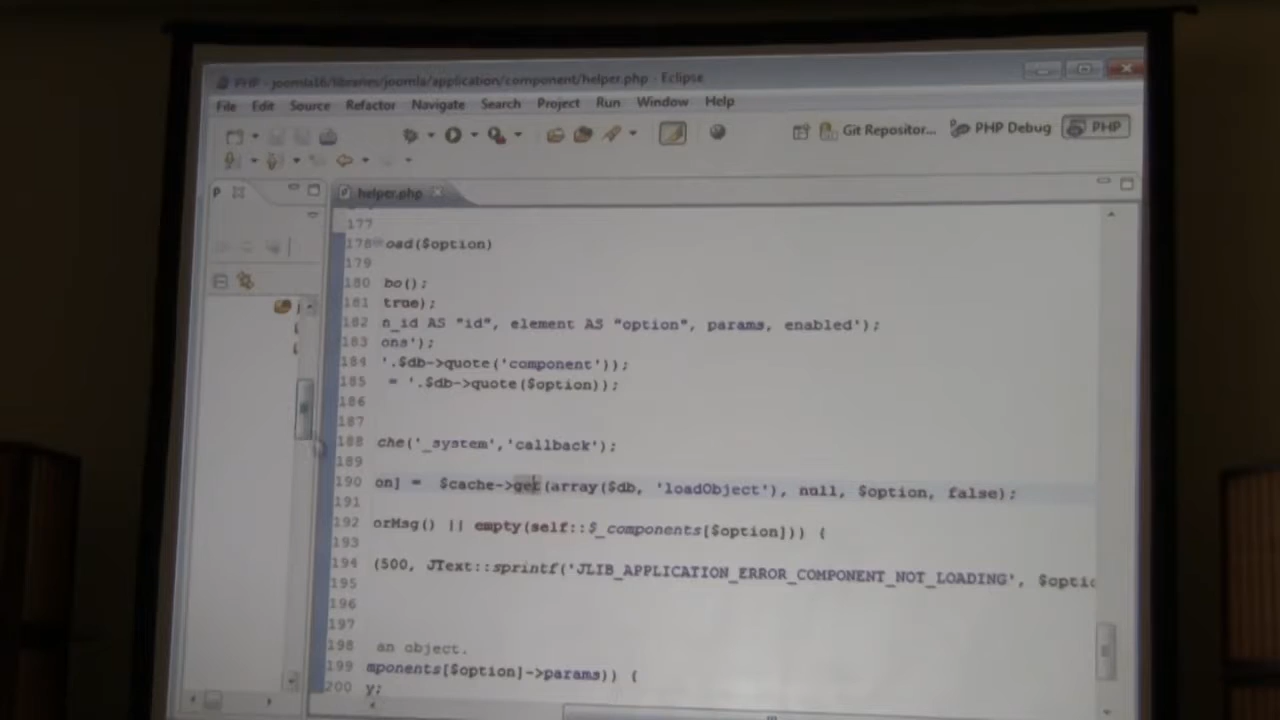 PHP - joomla16/libraries/joomla/application/component/helper.php - Eclipse
File Edit Source Refactor Navigate Search Project Run Window Help
Git Repositor... PHP Debug PHP
P helper.php
177
178 oad($option)
179
180 bo();
181 true);
182 n_id AS "id", element AS "option", params, enabled');
183 ons');
184 '.$db->quote('component'));
185 = '.$db->quote($option));
186
187
188 che('_system','callback');
189
190 on] = $cache->get(array($db, 'loadObject'), null, $option, false);
191
192 orMsg() || empty(self::$_components[$option])) {
193
194 (500, JText::sprintf('JLIB_APPLICATION_ERROR_COMPONENT_NOT_LOADING', $optio
195
196
197
198 an object.
199 mponents[$option]->params)) {
200 y;